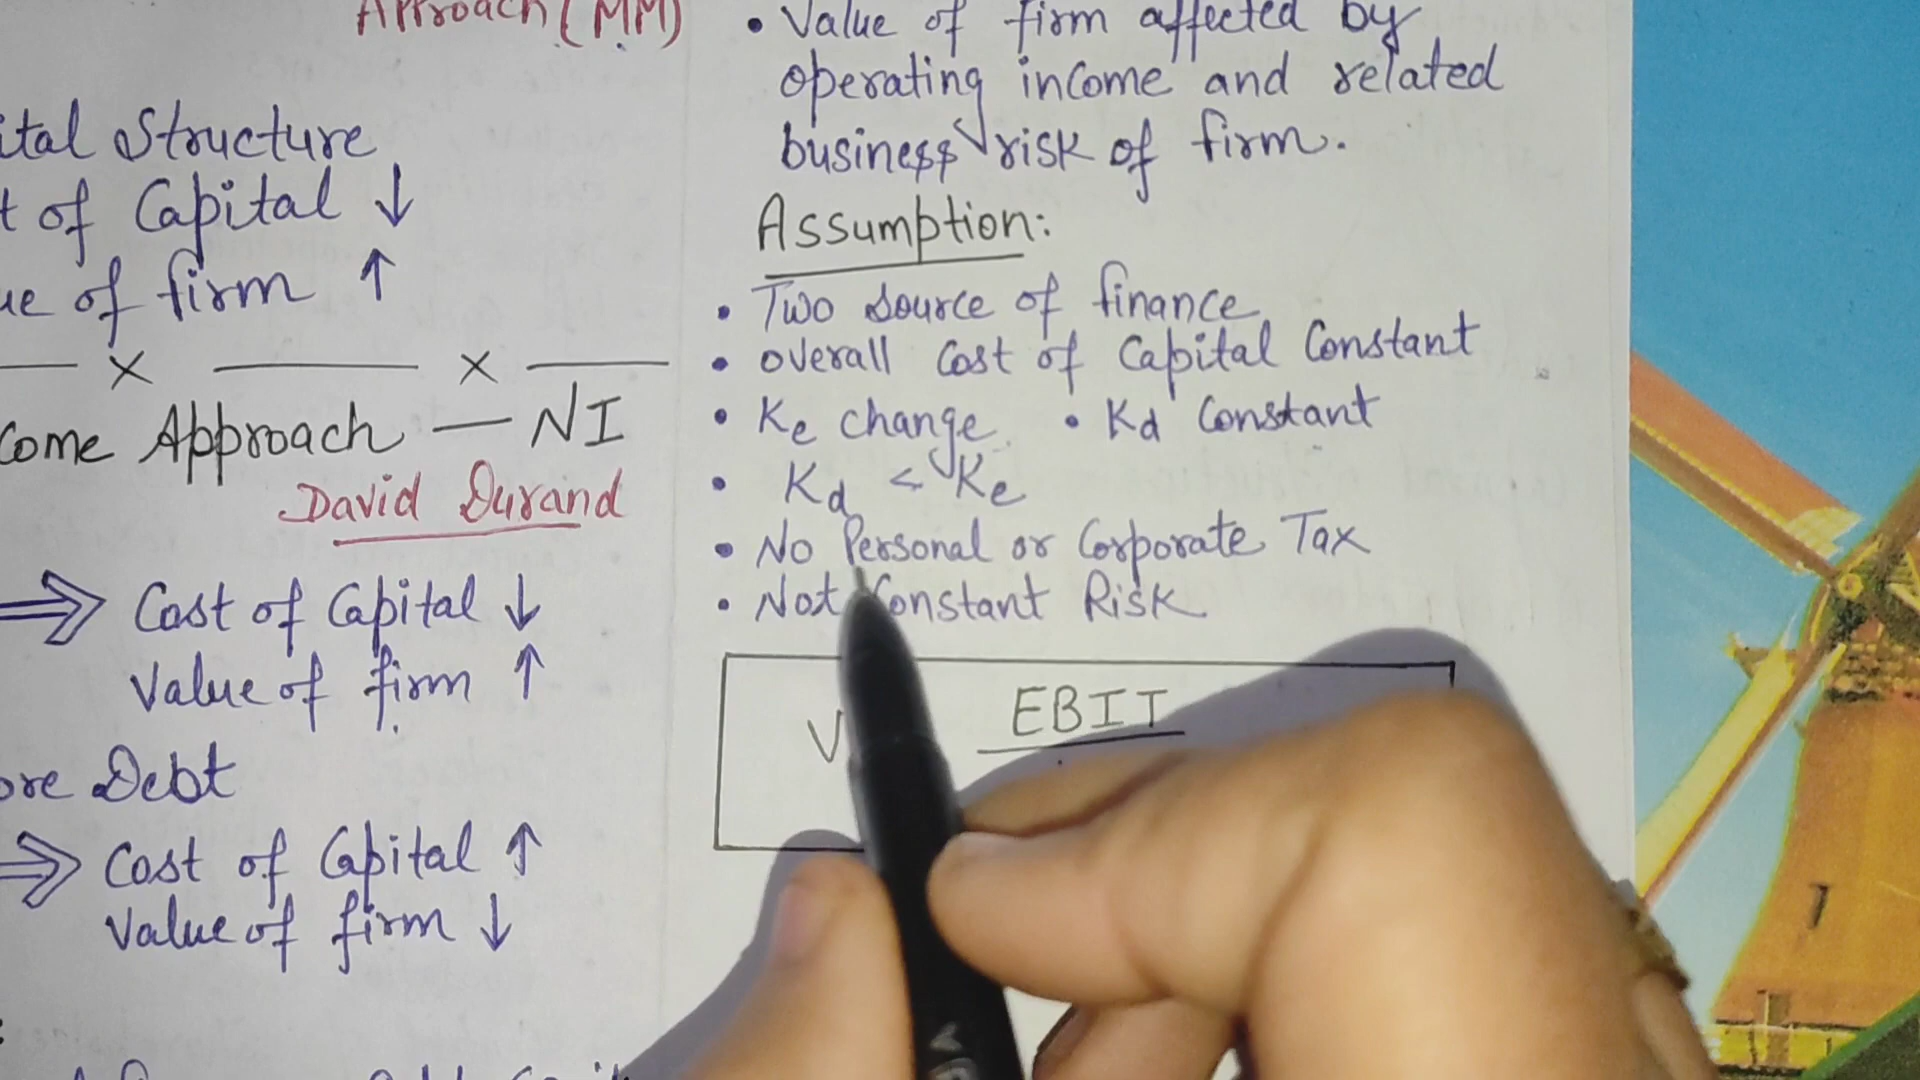 Approach (MM)
ital Structure
t of Capital ↓
ue of firm ↑
× ×
Come Approach — NI
David Durand
⇒ Cost of Capital ↓
Value of firm ↑
ore Debt
⇒ Cost of Capital ↑
Value of firm ↓
• Value of firm affected by
operating income and related
business risk of firm.
Assumption:
• Two source of finance
• overall Cost of Capital Constant
• Ke change • Kd Constant
• Kd < Ke
• No Personal or Corporate Tax
• Not Constant Risk
V EBIT